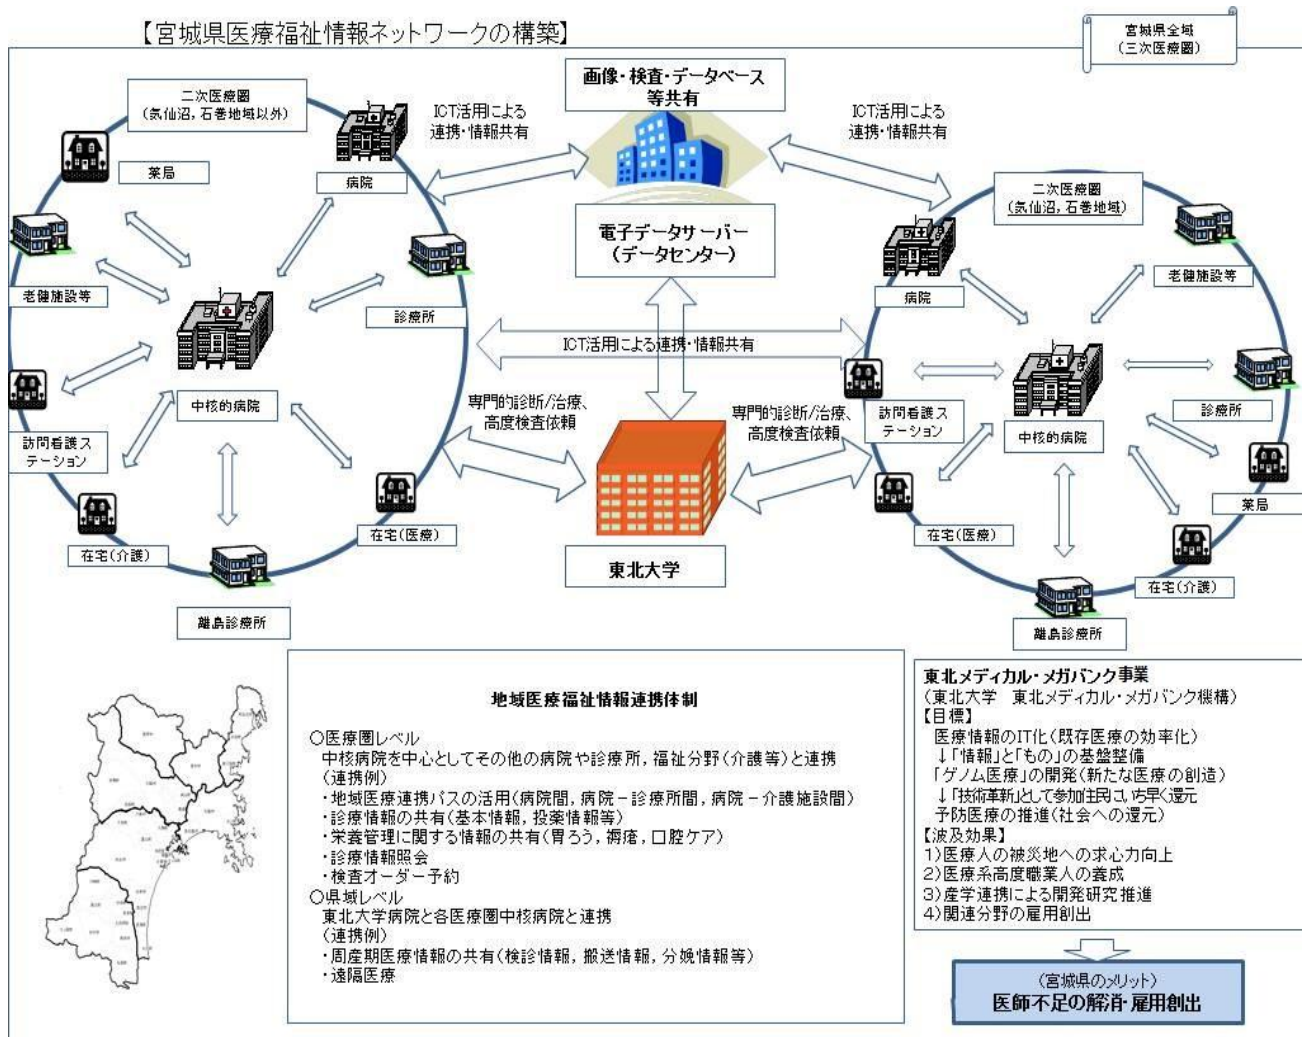 【宮城県医療福祉情報ネットワークの構築】
宮城県全域
(三次医療圏)
二次医療圏
(気仙沼，石巻地域以外)
薬局
病院
老健施設等
診療所
中核的病院
訪問看護ス
テーション
在宅(介護)
在宅(医療)
離島診療所
ICT活用による
連携・情報共有
画像・検査・データベース
等共有
電子データサーバー
(データセンター)
ICT活用による
連携・情報共有
ICT活用による連携・情報共有
専門的診断/治療、
高度検査依頼
専門的診断/治療、
高度検査依頼
東北大学
二次医療圏
(気仙沼，石巻地域)
病院
老健施設等
訪問看護ス
テーション
中核的病院
診療所
薬局
在宅(医療)
在宅(介護)
離島診療所
地域医療福祉情報連携体制
○医療圏レベル
中核病院を中心としてその他の病院や診療所，福祉分野(介護等)と連携
(連携例)
・地域医療連携パスの活用(病院間，病院－診療所間，病院－介護施設間)
・診療情報の共有(基本情報，投薬情報等)
・栄養管理に関する情報の共有(胃ろう，褥瘡，口腔ケア)
・診療情報照会
・検査オーダー予約
○県域レベル
東北大学病院と各医療圏中核病院と連携
(連携例)
・周産期医療情報の共有(検診情報，搬送情報，分娩情報等)
・遠隔医療
東北メディカル・メガバンク事業
(東北大学　東北メディカル・メガバンク機構)
【目標】
医療情報のIT化(既存医療の効率化)
↓「情報」と「もの」の基盤整備
「ゲノム医療」の開発(新たな医療の創造)
↓「技術革新」として参加住民にいち早く還元
予防医療の推進(社会への還元)
【波及効果】
1)医療人の被災地への求心力向上
2)医療系高度職業人の養成
3)産学連携による開発研究推進
4)関連分野の雇用創出
(宮城県のメリット)
医師不足の解消・雇用創出